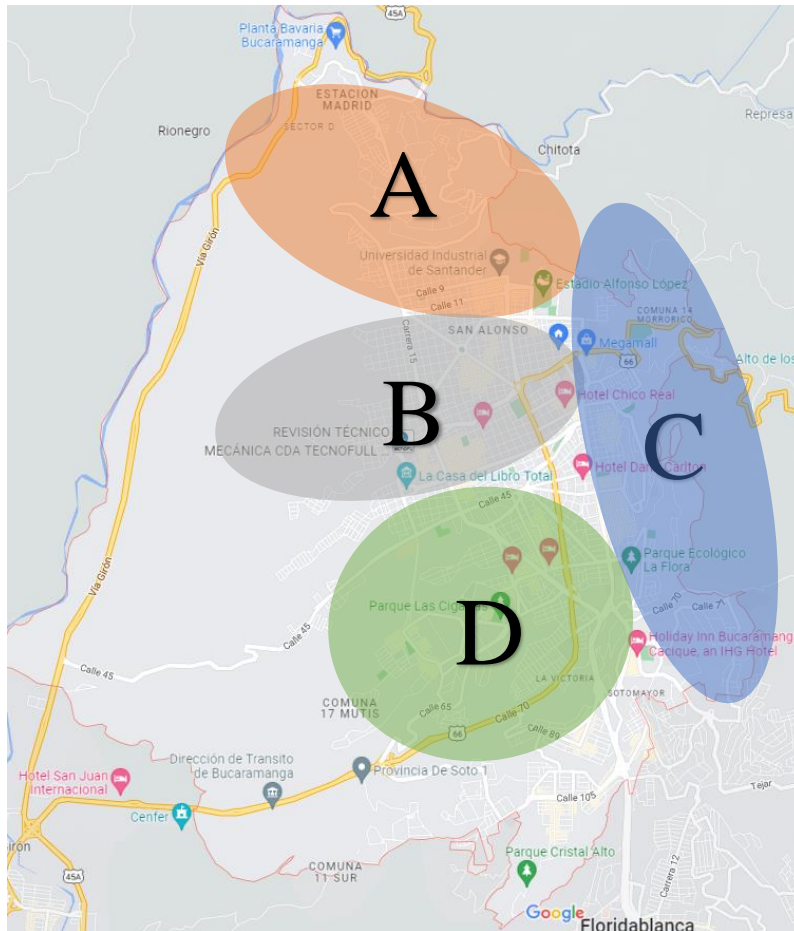 45A
Planta Bavaria
Bucaramanga
ESTACION
MADRID
SECTOR D
Rionegro
Represa
Chitota
A
Vía Girón
Universidad Industrial
de Santander
Estadio Alfonso López
Calle 9
Calle 11
COMUNA 14
MORRORICO
Carrera 15
SAN ALONSO
Megamall
66
Alto de los
Hotel Chico Real
B
C
REVISIÓN TÉCNICO
MECÁNICA CDA TECNOFULL
La Casa del Libro Total
Hotel Dann Carlton
Calle 45
Parque Ecológico
La Flora
Vía Girón
Parque Las Cigarras
D
Calle 70
Calle 45
Holiday Inn Bucaramang
Cacique, an IHG Hotel
Calle 45
LA VICTORIA
SOTOMAYOR
COMUNA
17 MUTIS
Calle 65
Calle 70
66
Calle 89
Dirección de Transito
de Bucaramanga
Provincia De Soto 1
Hotel San Juan
Internacional
Tejar
Calle 105
Cenfer
iron
Parque Cristal Alto
COMUNA
11 SUR
45A
Carrera 12
Google
Floridablanca